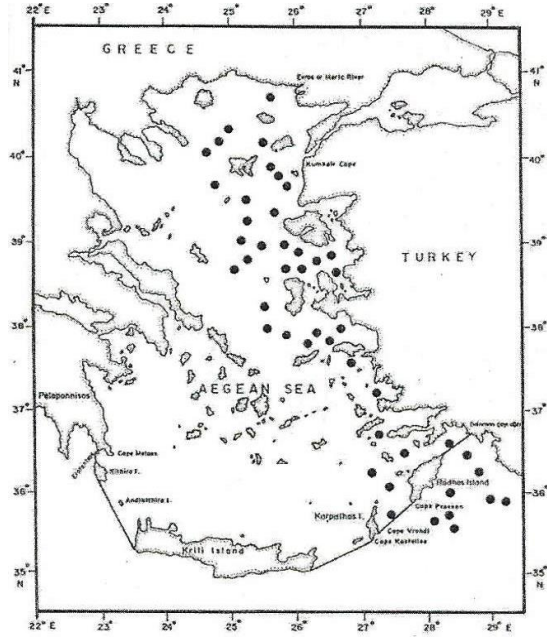 22° E 23° 24° 25° 26° 27° 28° 29° E
GREECE
41° N
41° N
Evros or Meric River
40°
40°
Kumkale Cape
39°
39°
TURKEY
38°
38°
AEGEAN SEA
Peloponnisos
37°
37°
Cape Maleas
Kithira I.
Rodhos Island
36°
36°
Andikithira I.
Karpathos I.
Cape Prasson
Cape Vrondi
Cape Kastellos
Kriti Island
35° N
35° N
22° E 23° 24° 25° 26° 27° 28° 29° E